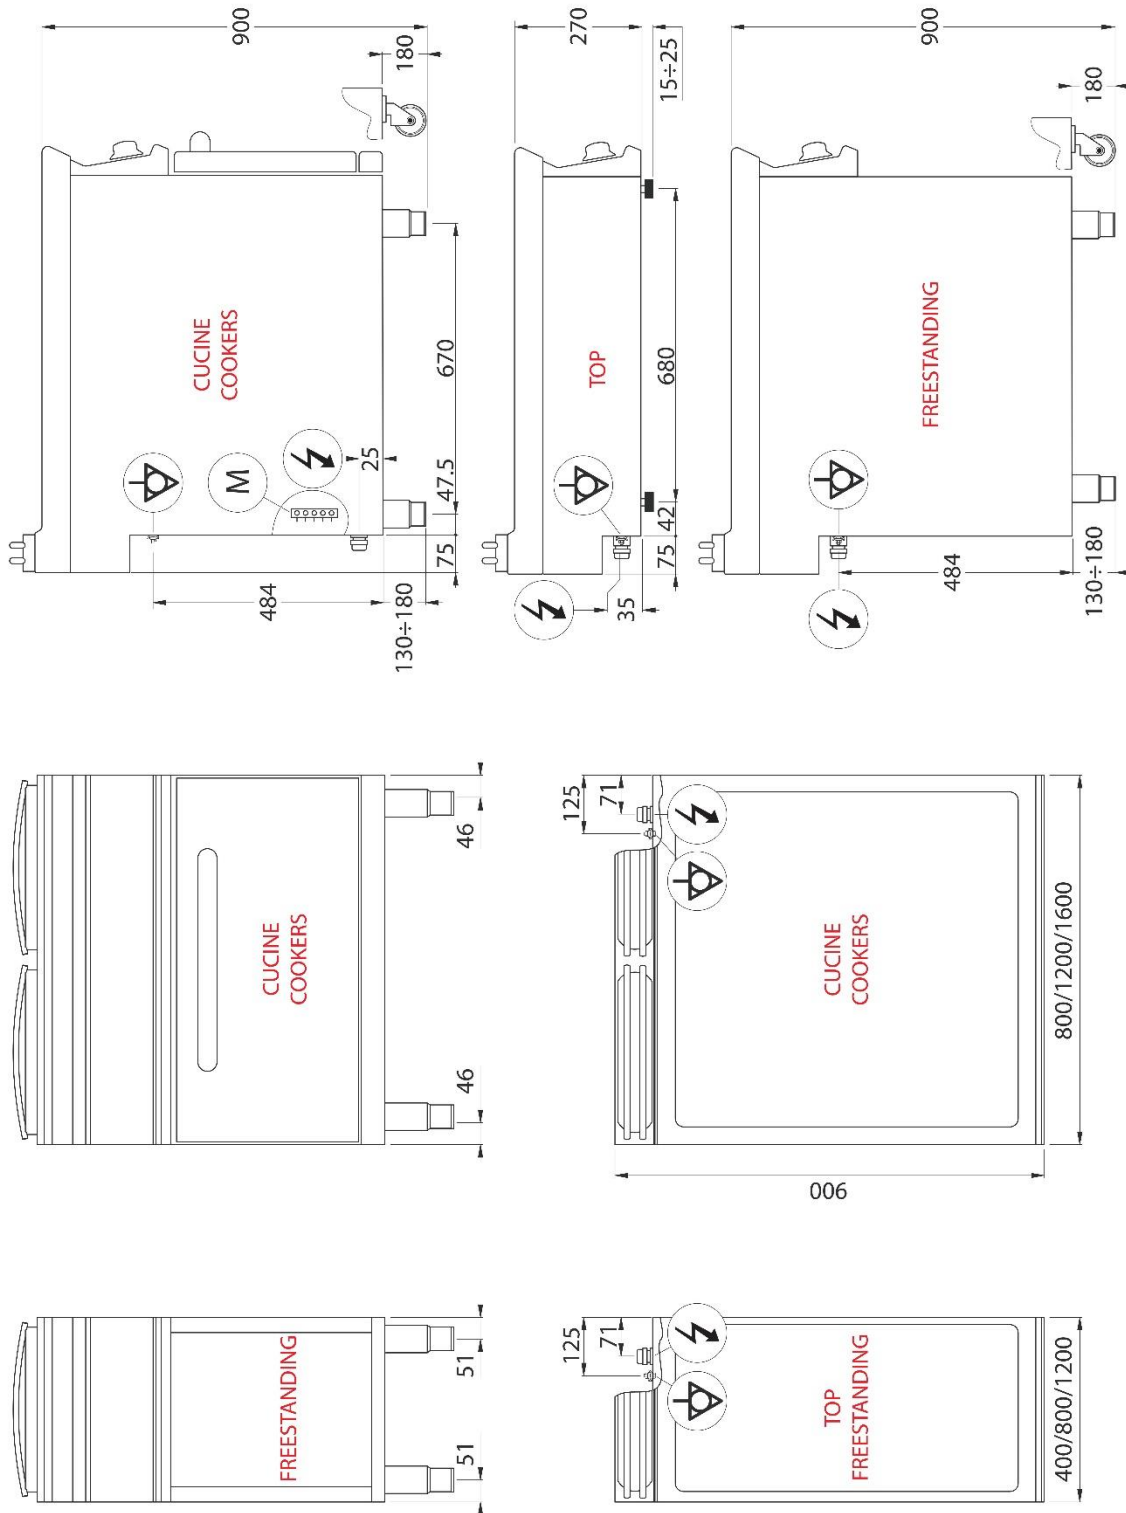 900
180
CUCINE
COOKERS
M
25
670
47.5
75
484
130÷180
270
15÷25
TOP
680
42
75
35
900
180
FREESTANDING
484
130÷180
CUCINE
COOKERS
46
46
125
71
CUCINE
COOKERS
800/1200/1600
900
FREESTANDING
51
51
125
71
TOP
FREESTANDING
400/800/1200